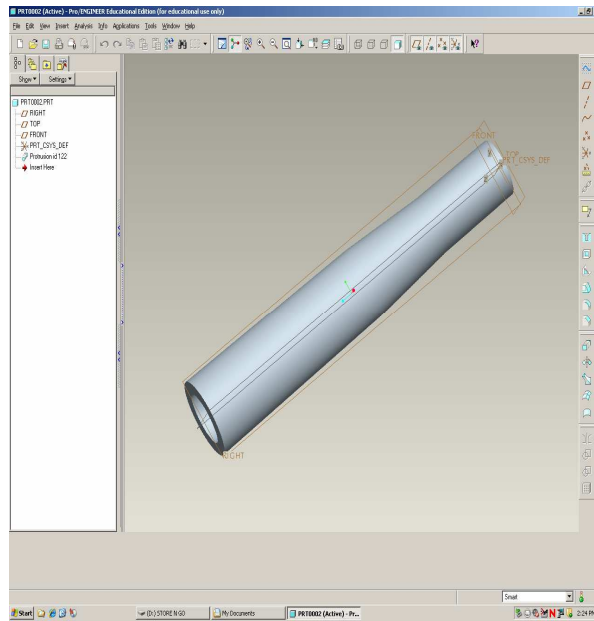 PRT0002 (Active) - Pro/ENGINEER Educational Edition (for educational use only)
File Edit View Insert Analysis Info Applications Tools Window Help
Show Settings
PRT0002.PRT
RIGHT
TOP
FRONT
PRT_CSYS_DEF
Protrusion id 122
Insert Here
FRONT
TOP
PRT_CSYS_DEF
RIGHT
Smart
Start (D:) STORE N GO My Documents PRT0002 (Active) - Pr... 2:24 PM